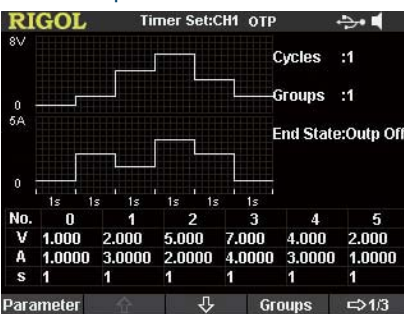 RIGOL Timer Set:CH1 OTP
8V
Cycles :1
0
Groups :1
5A
End State:Outp Off
0
1s 1s 1s 1s 1s 1s
No. 0 1 2 3 4 5
V 1.000 2.000 5.000 7.000 4.000 2.000
A 1.0000 3.0000 2.0000 4.0000 3.0000 1.0000
s 1 1 1 1 1 1
Parameter Groups 1/3